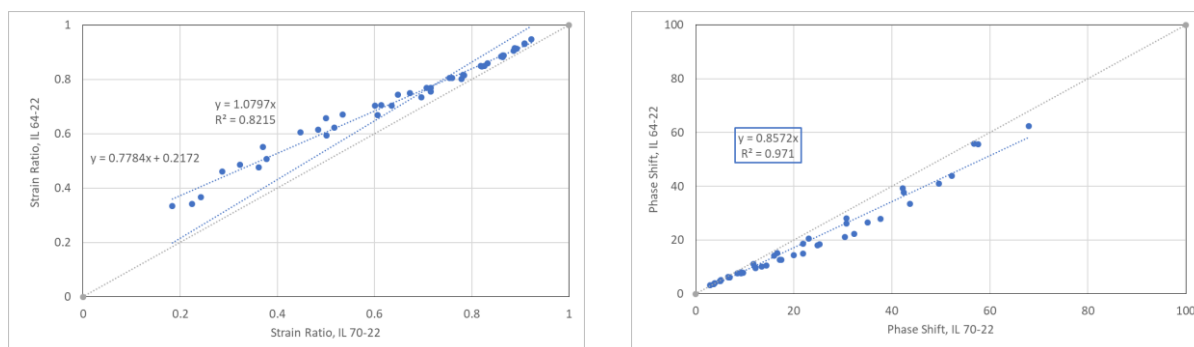 1
0.8
0.6
0.4
0.2
0
0
0.2
0.4
0.6
0.8
1
Strain Ratio, IL 64-22
Strain Ratio, IL 70-22
y = 1.0797x
R² = 0.8215
y = 0.7784x + 0.2172
100
80
60
40
20
0
0
20
40
60
80
100
Phase Shift, IL 64-22
Phase Shift, IL 70-22
y = 0.8572x
R² = 0.971